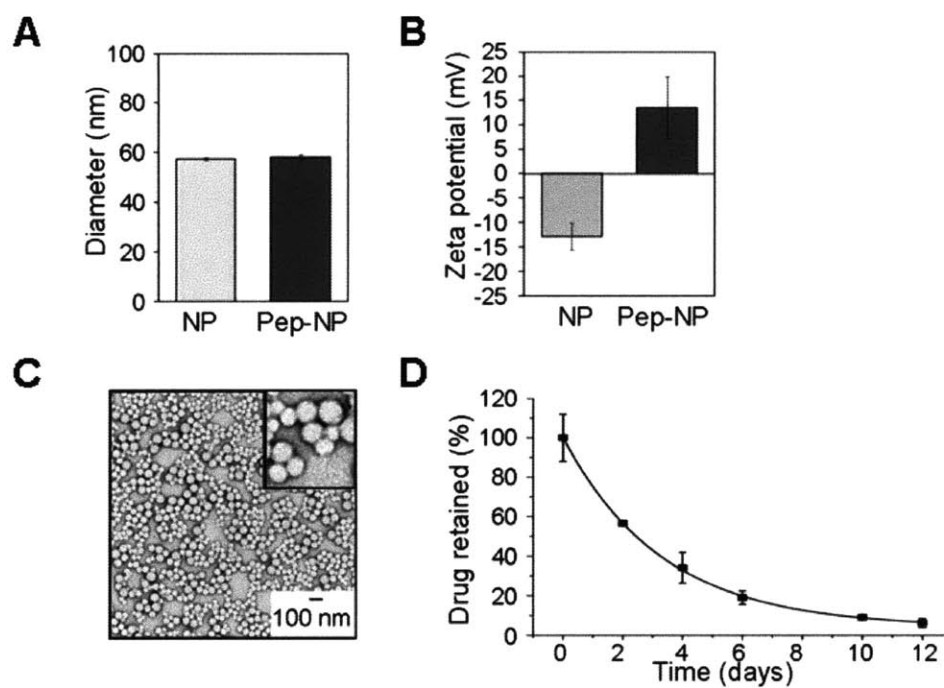 A
100
80
60
40
20
0
Diameter (nm)
NP Pep-NP
B
25
20
15
10
5
0
-5
-10
-15
-20
-25
Zeta potential (mV)
NP Pep-NP
C
100 nm
D
120
100
80
60
40
20
0
Drug retained (%)
0 2 4 6 8 10 12
Time (days)